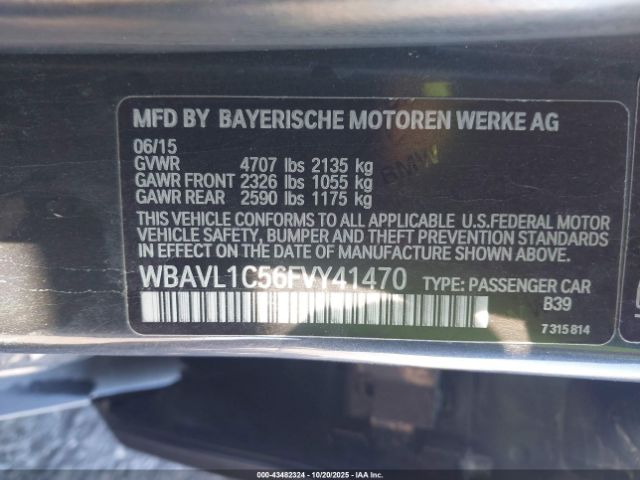 MFD BY BAYERISCHE MOTOREN WERKE AG
06/15
GVWR 4707 lbs 2135 kg
GAWR FRONT 2326 lbs 1055 kg
GAWR REAR 2590 lbs 1175 kg
THIS VEHICLE CONFORMS TO ALL APPLICABLE U.S.FEDERAL MOTOR
VEHICLE SAFETY, BUMPER AND THEFT PREVENTION STANDARDS
IN EFFECT ON THE DATE OF MANUFACTURE SHOWN ABOVE.
WBAVL1C56FVY41470 TYPE: PASSENGER CAR
B39
7 315 814
000-43482324 | 10/20/2025 - COPYRIGHT IAA, LLC.